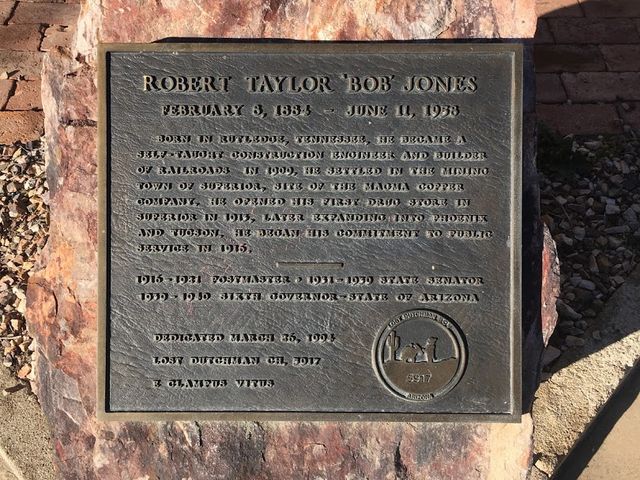 ROBERT TAYLOR 'BOB' JONES
FEBRUARY 8, 1884 - JUNE 11, 1958
BORN IN RUTLEDGE, TENNESSEE, HE BECAME A
SELF-TAUGHT CONSTRUCTION ENGINEER AND BUILDER
OF RAILROADS. IN 1909, HE SETTLED IN THE MINING
TOWN OF SUPERIOR, SITE OF THE MAGMA COPPER
COMPANY. HE OPENED HIS FIRST DRUG STORE IN
SUPERIOR IN 1913, LATER EXPANDING INTO PHOENIX
AND TUCSON. HE BEGAN HIS COMMITMENT TO PUBLIC
SERVICE IN 1916.
1916-1921 POSTMASTER • 1931-1939 STATE SENATOR
1939-1940 SIXTH GOVERNOR-STATE OF ARIZONA
DEDICATED MARCH 26, 1994
LOST DUTCHMAN CH. 5917
E CLAMPUS VITUS
LOST DUTCHMAN
5917
ARIZONA